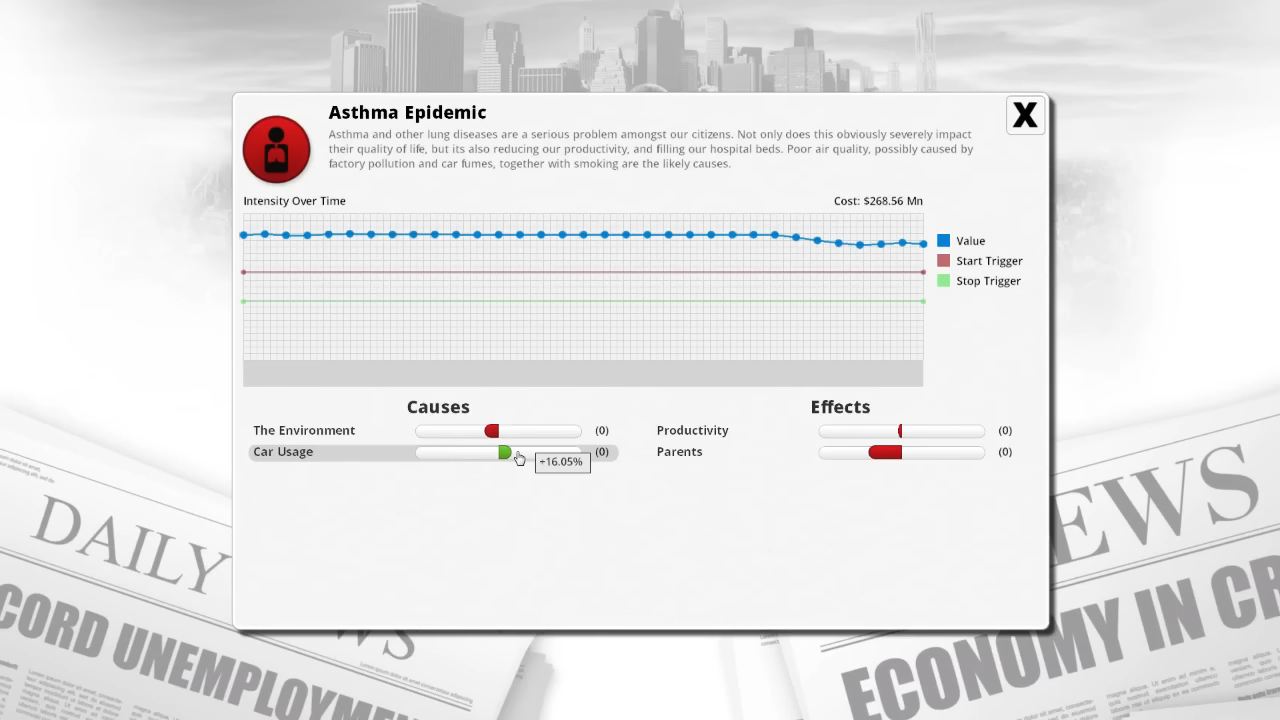 Asthma Epidemic
X
Asthma and other lung diseases are a serious problem amongst our citizens. Not only does this obviously severely impact
their quality of life, but its also reducing our productivity, and filling our hospital beds. Poor air quality, possibly caused by
factory pollution and car fumes, together with smoking are the likely causes.
Intensity Over Time
Cost: $268.56 Mn
Value
Start Trigger
Stop Trigger
Causes
Effects
The Environment
(0)
Productivity
(0)
Car Usage
(0)
Parents
(0)
+16.05%
DAILY
EWS
WS
CORD UNEMPLOYME
ECONOMY IN CR